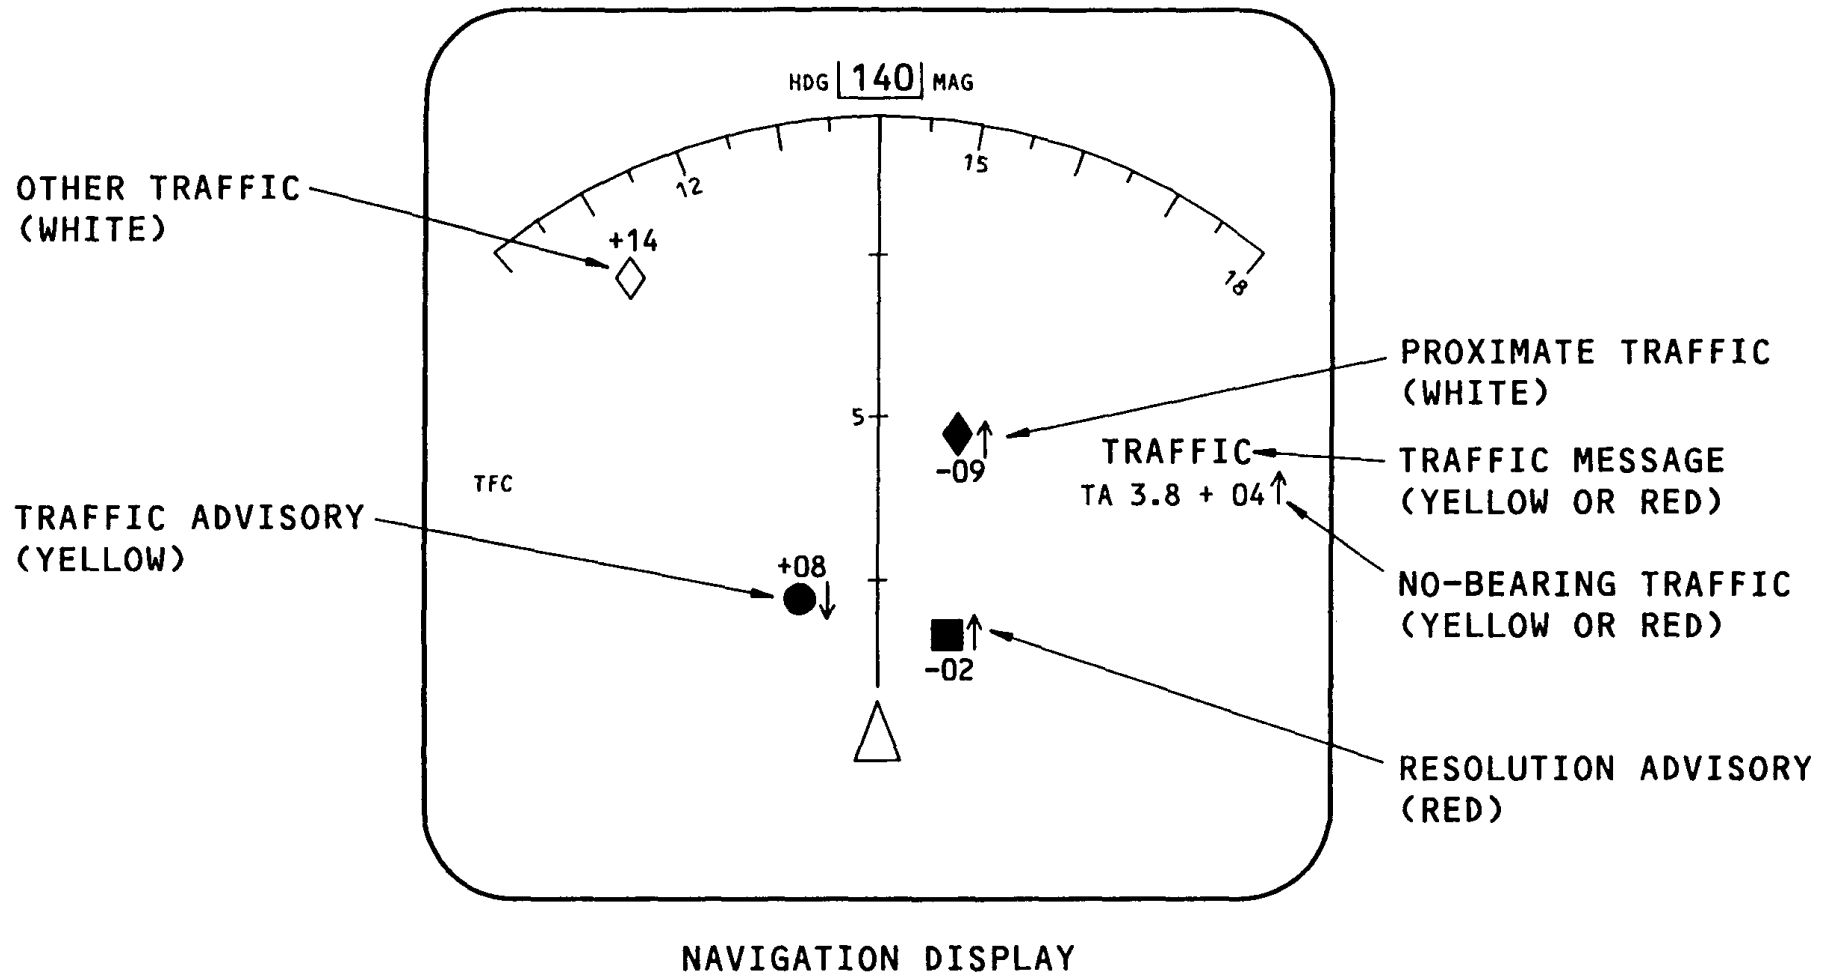 HDG 140 MAG
12
15
18
OTHER TRAFFIC
(WHITE)
+14
PROXIMATE TRAFFIC
(WHITE)
5
-09
TRAFFIC
TRAFFIC MESSAGE
(YELLOW OR RED)
TFC
TA 3.8 + 04↑
TRAFFIC ADVISORY
(YELLOW)
+08
NO-BEARING TRAFFIC
(YELLOW OR RED)
-02
RESOLUTION ADVISORY
(RED)
NAVIGATION DISPLAY